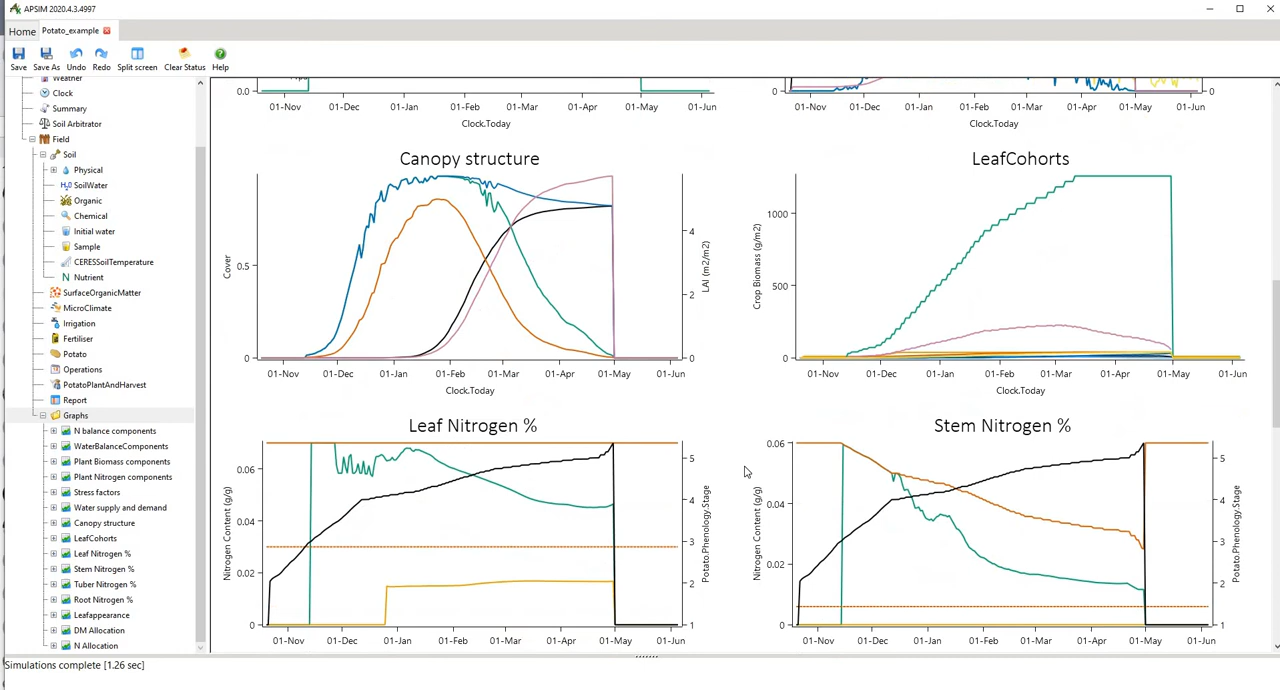 APSIM 2020.4.3.4997
Home
Potato_example
Save
Save As
Undo
Redo
Split screen
Clear Status
Help
Weather
Clock
Summary
Soil Arbitrator
Field
Soil
Physical
H₂O SoilWater
Organic
Chemical
Initial water
Sample
CERESSoilTemperature
Nutrient
SurfaceOrganicMatter
MicroClimate
Irrigation
Fertiliser
Potato
Operations
PotatoPlantAndHarvest
Report
Graphs
N balance components
WaterBalanceComponents
Plant Biomass components
Plant Nitrogen components
Stress factors
Water supply and demand
Canopy structure
LeafCohorts
Leaf Nitrogen %
Stem Nitrogen %
Tuber Nitrogen %
Root Nitrogen %
Leafappearance
DM Allocation
N Allocation
0.0
01-Nov 01-Dec 01-Jan 01-Feb 01-Mar 01-Apr 01-May 01-Jun
Clock.Today
0 0
01-Nov 01-Dec 01-Jan 01-Feb 01-Mar 01-Apr 01-May 01-Jun
Clock.Today
Canopy structure
Cover
0.5
0
LAI (m2/m2)
4
2
0
01-Nov 01-Dec 01-Jan 01-Feb 01-Mar 01-Apr 01-May 01-Jun
Clock.Today
LeafCohorts
Crop Biomass (g/m2)
1000
500
0
01-Nov 01-Dec 01-Jan 01-Feb 01-Mar 01-Apr 01-May 01-Jun
Clock.Today
Leaf Nitrogen %
Nitrogen Content (g/g)
0.06
0.04
0.02
0
Potato.Phenology.Stage
5
4
3
2
1
01-Nov 01-Dec 01-Jan 01-Feb 01-Mar 01-Apr 01-May 01-Jun
Stem Nitrogen %
Nitrogen Content (g/g)
0.06
0.04
0.02
0
Potato.Phenology.Stage
5
4
3
2
1
01-Nov 01-Dec 01-Jan 01-Feb 01-Mar 01-Apr 01-May 01-Jun
Simulations complete [1.26 sec]